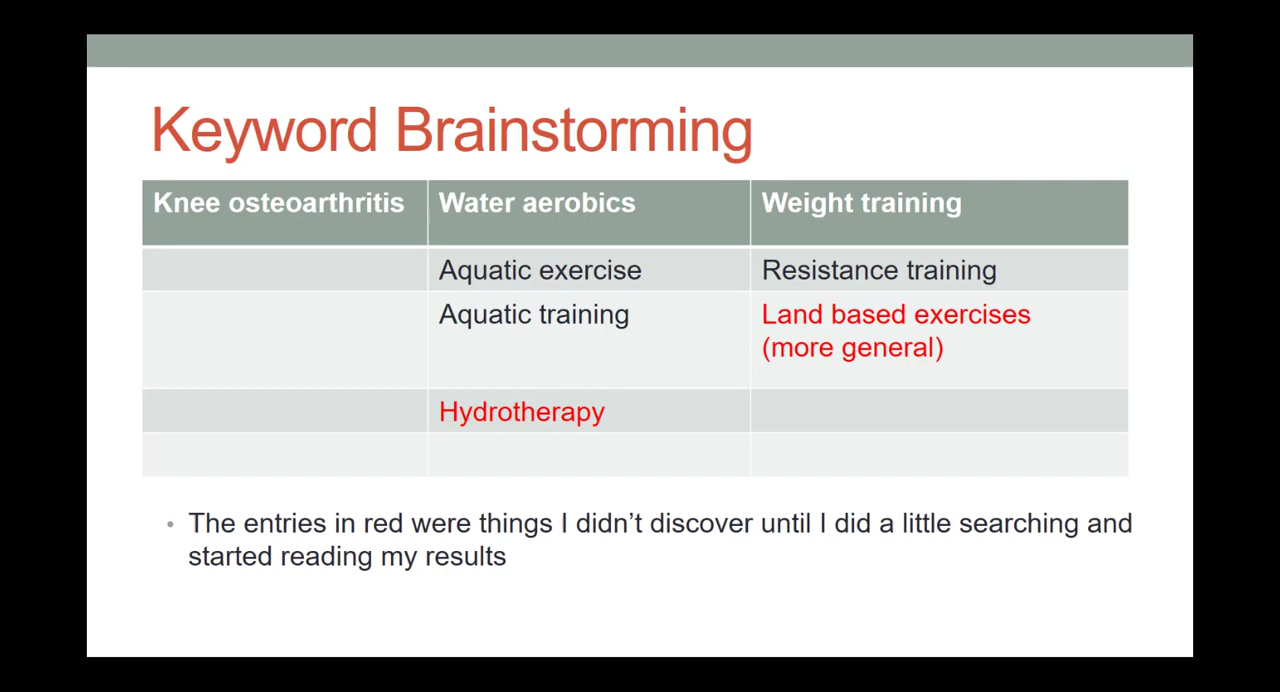 Keyword Brainstorming
Knee osteoarthritis Water aerobics Weight training
Aquatic exercise Resistance training
Aquatic training Land based exercises
(more general)
Hydrotherapy
• The entries in red were things I didn’t discover until I did a little searching and
started reading my results